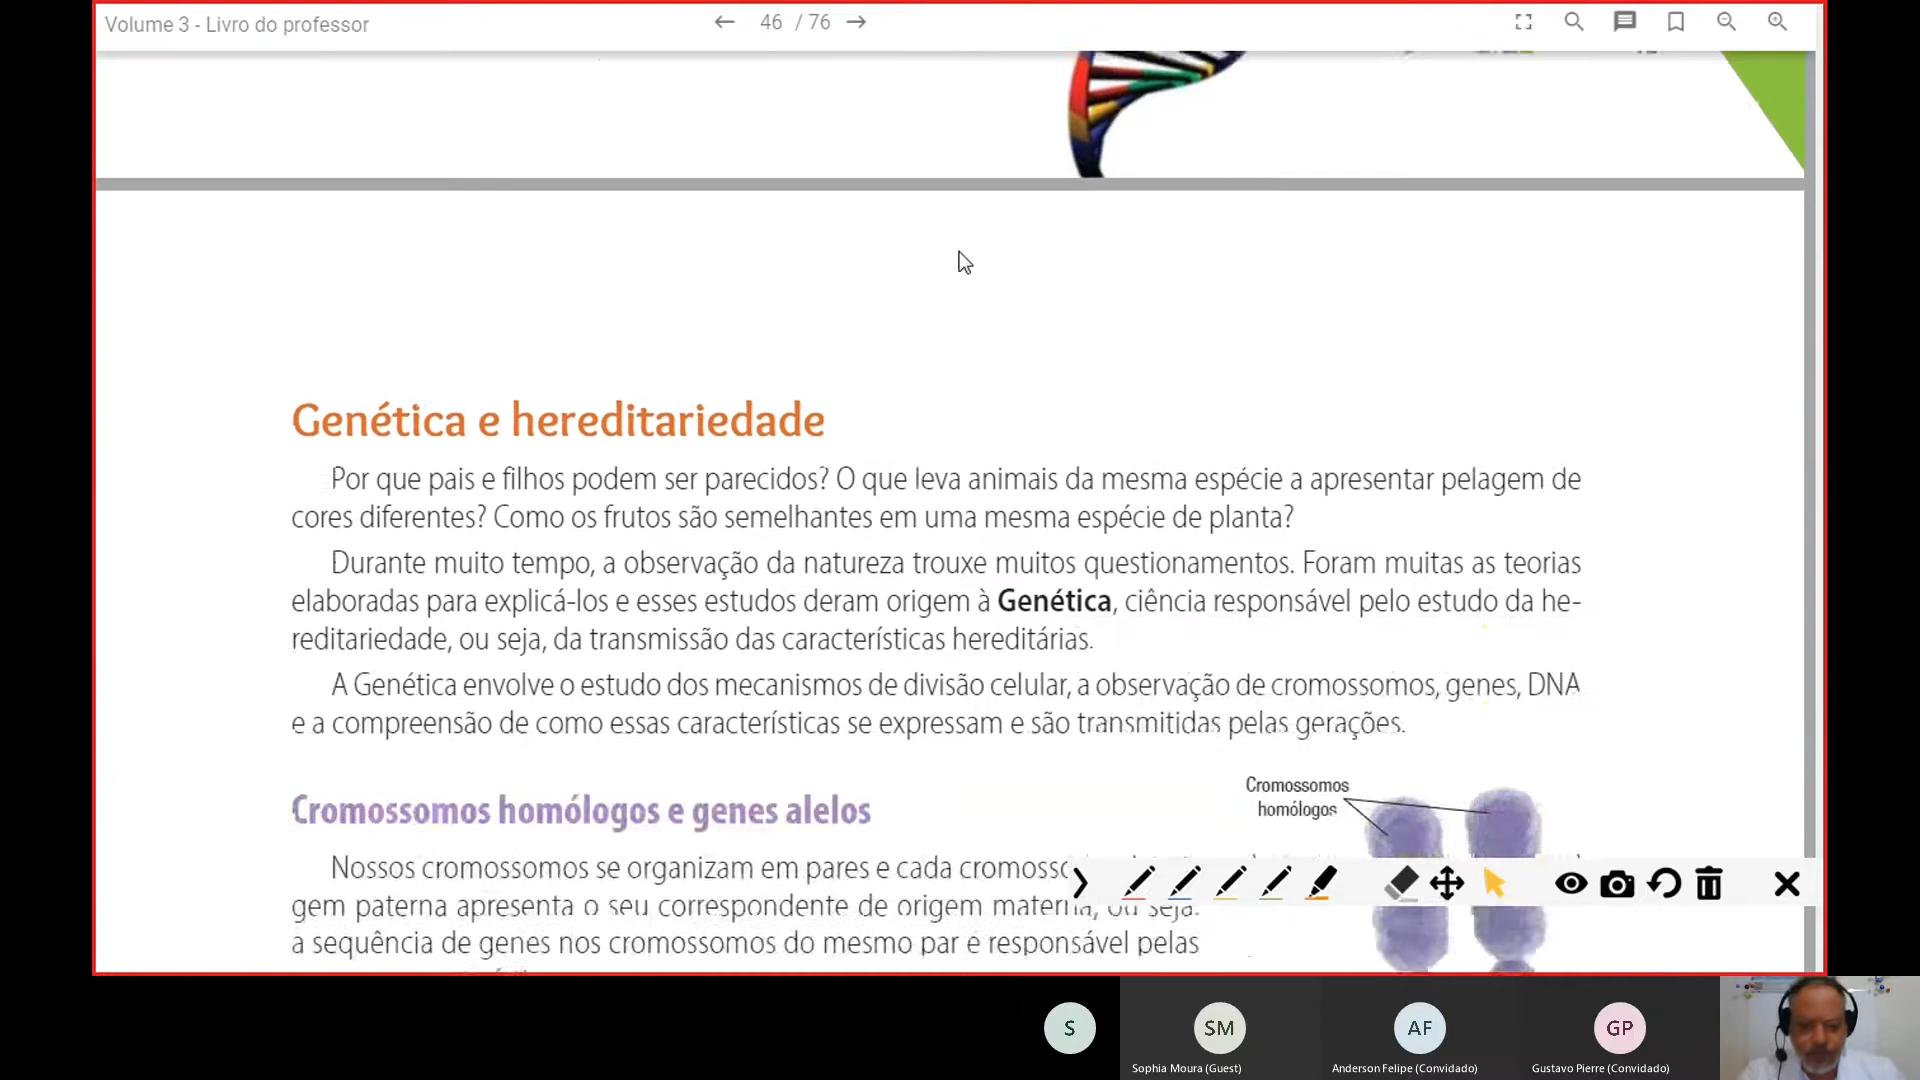 Volume 3 - Livro do professor
46 / 76
Genética e hereditariedade
Por que pais e filhos podem ser parecidos? O que leva animais da mesma espécie a apresentar pelagem de
cores diferentes? Como os frutos são semelhantes em uma mesma espécie de planta?
Durante muito tempo, a observação da natureza trouxe muitos questionamentos. Foram muitas as teorias
elaboradas para explicá-los e esses estudos deram origem à Genética, ciência responsável pelo estudo da he-
reditariedade, ou seja, da transmissão das características hereditárias.
A Genética envolve o estudo dos mecanismos de divisão celular, a observação de cromossomos, genes, DNA
e a compreensão de como essas características se expressam e são transmitidas pelas gerações.
Cromossomos
homólogos
Cromossomos homólogos e genes alelos
Nossos cromossomos se organizam em pares e cada cromosso
gem paterna apresenta o seu correspondente de origem materna, ou seja,
a sequência de genes nos cromossomos do mesmo par é responsável pelas
S
SM
AF
GP
Sophia Moura (Guest)
Anderson Felipe (Convidado)
Gustavo Pierre (Convidado)